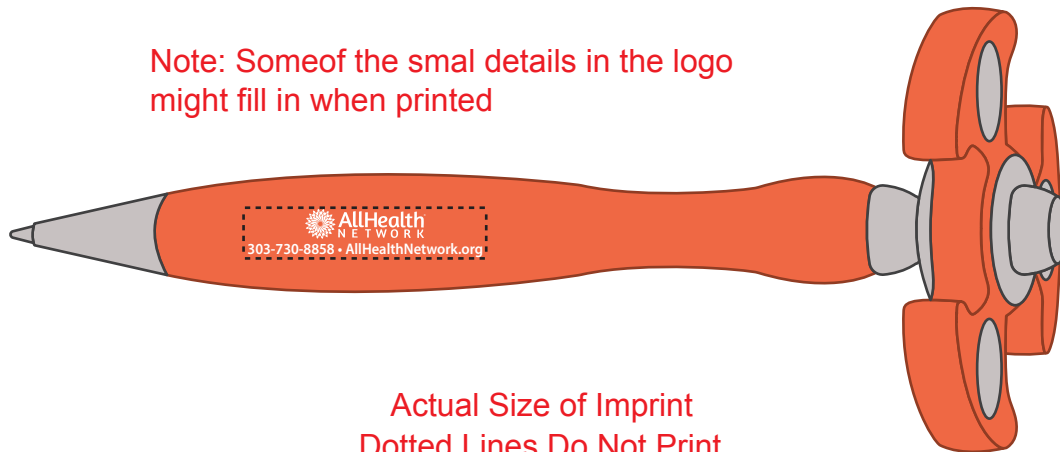 Note: Someof the smal details in the logo
might fill in when printed
AllHealth
NETWORK
303-730-8858 • AllHealthNetwork.org
Actual Size of Imprint
Dotted Lines Do Not Print